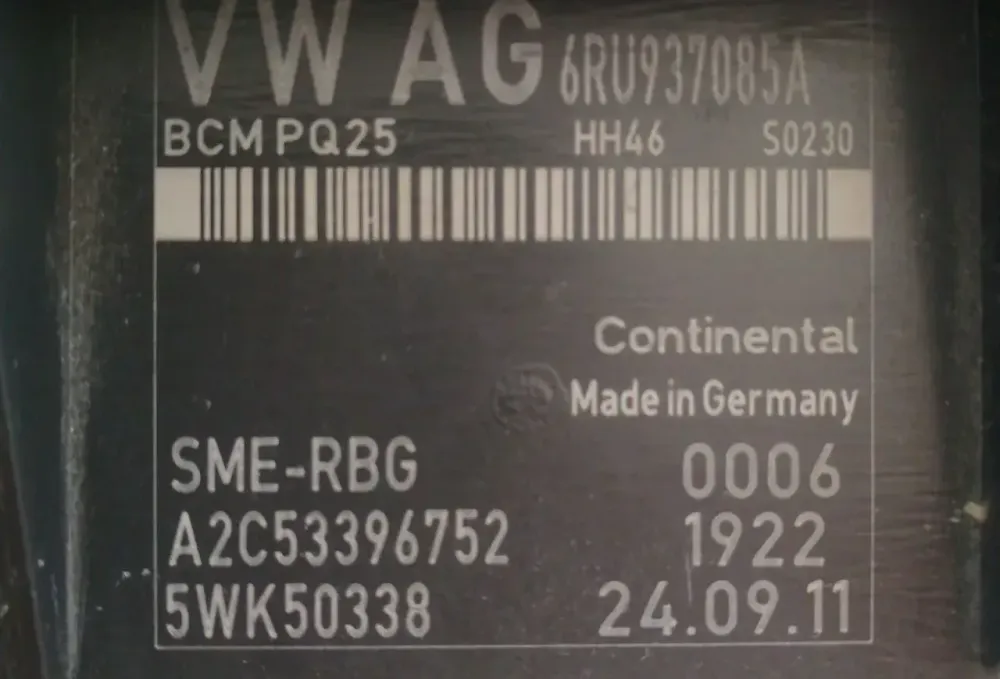 VW AG 6RU937085A
BCM PQ25 HH46 S0230
Continental
Made in Germany
SME-RBG 0006
A2C53396752 1922
5WK50338 24.09.11